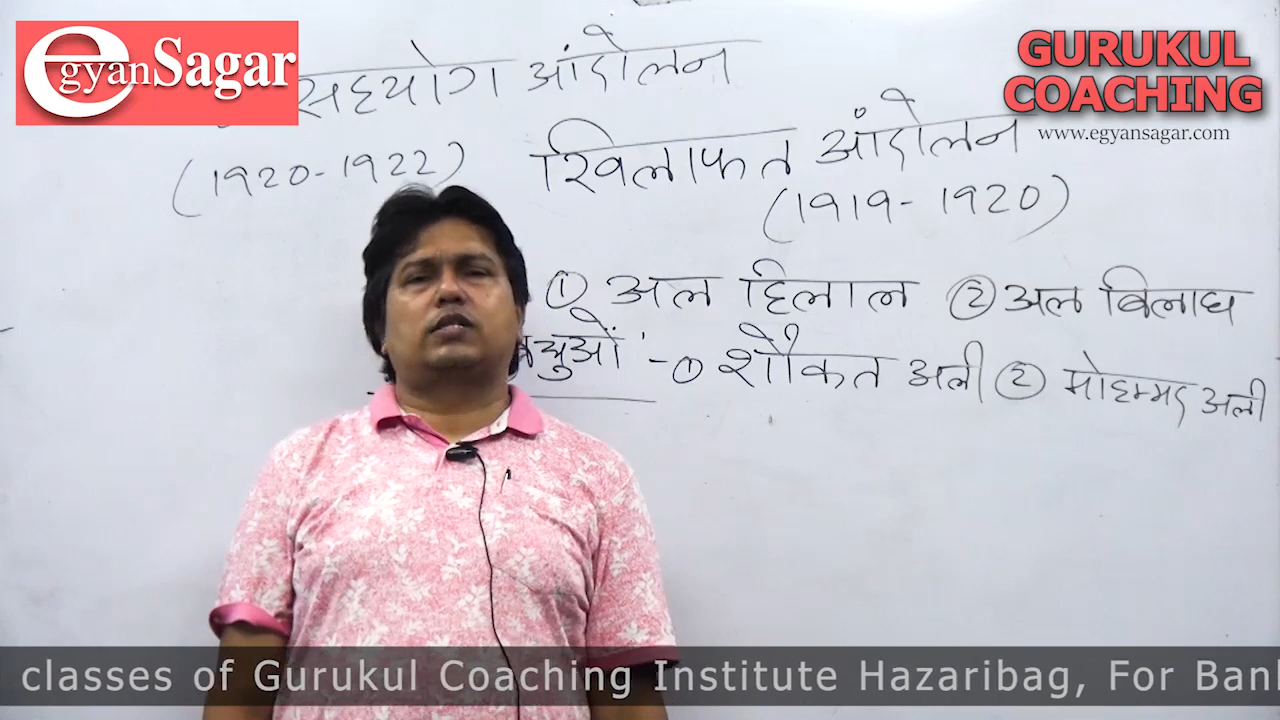 egyanSagar
GURUKUL
COACHING
www.egyansagar.com
सहयोग आंदोलन
(1920-1922)
खिलाफत आंदोलन
(1919-1920)
① अल हिलाल ② अल विलाध
- ① शौकत अली ② मोहम्मद अली
classes of Gurukul Coaching Institute Hazaribag, For Bank